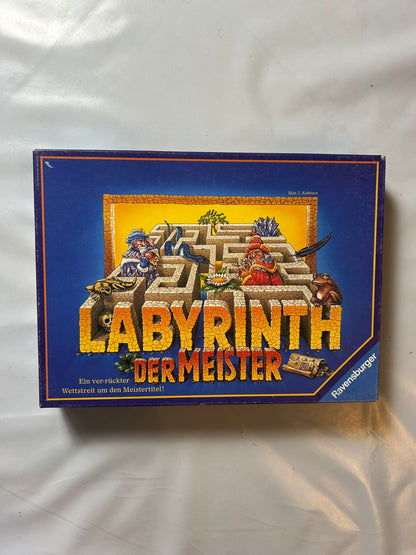 Max J. Kobbert
LABYRINTH
DER MEISTER
Ein ver-rückter
Wettstreit um den Meistertitel!
Ravensburger